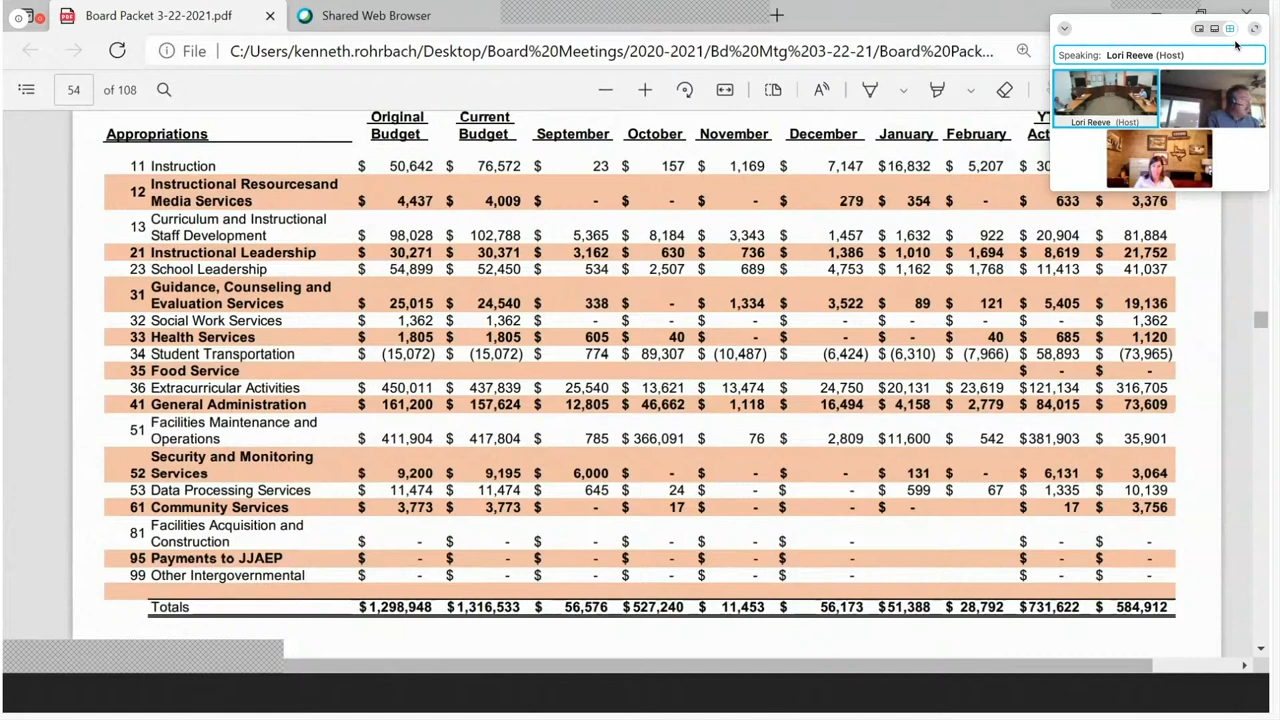 Board Packet 3-22-2021.pdf
Shared Web Browser
File C:/Users/kenneth.rohrbach/Desktop/Board%20Meetings/2020-2021/Bd%20Mtg%203-22-21/Board%20Pack...
Speaking: Lori Reeve (Host)
Lori Reeve (Host)
54 of 108
Appropriations Original Budget Current Budget September October November December January February
11 Instruction $ 50,642 $ 76,572 $ 23 $ 157 $ 1,169 $ 7,147 $16,832 $ 5,207 $ 30
12 Instructional Resourcesand
Media Services $ 4,437 $ 4,009 $ - $ - $ - $ 279 $ 354 $ - $ 633 $ 3,376
13 Curriculum and Instructional
Staff Development $ 98,028 $ 102,788 $ 5,365 $ 8,184 $ 3,343 $ 1,457 $ 1,632 $ 922 $ 20,904 $ 81,884
21 Instructional Leadership $ 30,271 $ 30,371 $ 3,162 $ 630 $ 736 $ 1,386 $ 1,010 $ 1,694 $ 8,619 $ 21,752
23 School Leadership $ 54,899 $ 52,450 $ 534 $ 2,507 $ 689 $ 4,753 $ 1,162 $ 1,768 $ 11,413 $ 41,037
31 Guidance, Counseling and
Evaluation Services $ 25,015 $ 24,540 $ 338 $ - $ 1,334 $ 3,522 $ 89 $ 121 $ 5,405 $ 19,136
32 Social Work Services $ 1,362 $ 1,362 $ - $ - $ - $ - $ - $ - $ - $ 1,362
33 Health Services $ 1,805 $ 1,805 $ 605 $ 40 $ - $ - $ - $ 40 $ 685 $ 1,120
34 Student Transportation $ (15,072) $ (15,072) $ 774 $ 89,307 $ (10,487) $ (6,424) $ (6,310) $ (7,966) $ 58,893 $ (73,965)
35 Food Service $ - $ -
36 Extracurricular Activities $ 450,011 $ 437,839 $ 25,540 $ 13,621 $ 13,474 $ 24,750 $20,131 $ 23,619 $121,134 $ 316,705
41 General Administration $ 161,200 $ 157,624 $ 12,805 $ 46,662 $ 1,118 $ 16,494 $ 4,158 $ 2,779 $ 84,015 $ 73,609
51 Facilities Maintenance and
Operations $ 411,904 $ 417,804 $ 785 $ 366,091 $ 76 $ 2,809 $11,600 $ 542 $381,903 $ 35,901
52 Security and Monitoring
Services $ 9,200 $ 9,195 $ 6,000 $ - $ - $ - $ 131 $ - $ 6,131 $ 3,064
53 Data Processing Services $ 11,474 $ 11,474 $ 645 $ 24 $ - $ - $ 599 $ 67 $ 1,335 $ 10,139
61 Community Services $ 3,773 $ 3,773 $ - $ 17 $ - $ - $ - $ 17 $ 3,756
81 Facilities Acquisition and
Construction $ - $ - $ - $ - $ - $ - $ - $ -
95 Payments to JJAEP $ - $ - $ - $ - $ - $ - $ - $ -
99 Other Intergovernmental $ - $ - $ - $ - $ - $ - $ - $ -
Totals $1,298,948 $1,316,533 $ 56,576 $527,240 $ 11,453 $ 56,173 $51,388 $ 28,792 $731,622 $ 584,912